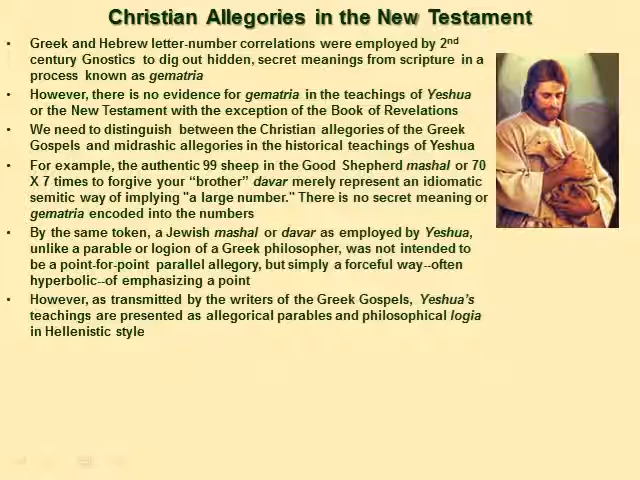 Christian Allegories in the New Testament
• Greek and Hebrew letter-number correlations were employed by 2nd
century Gnostics to dig out hidden, secret meanings from scripture in a
process known as gematria
• However, there is no evidence for gematria in the teachings of Yeshua
or the New Testament with the exception of the Book of Revelations
• We need to distinguish between the Christian allegories of the Greek
Gospels and midrashic allegories in the historical teachings of Yeshua
• For example, the authentic 99 sheep in the Good Shepherd mashal or 70
X 7 times to forgive your “brother” davar merely represent an idiomatic
semitic way of implying "a large number." There is no secret meaning or
gematria encoded into the numbers
• By the same token, a Jewish mashal or davar as employed by Yeshua,
unlike a parable or logion of a Greek philosopher, was not intended to
be a point-for-point parallel allegory, but simply a forceful way--often
hyperbolic--of emphasizing a point
• However, as transmitted by the writers of the Greek Gospels, Yeshua’s
teachings are presented as allegorical parables and philosophical logia
in Hellenistic style